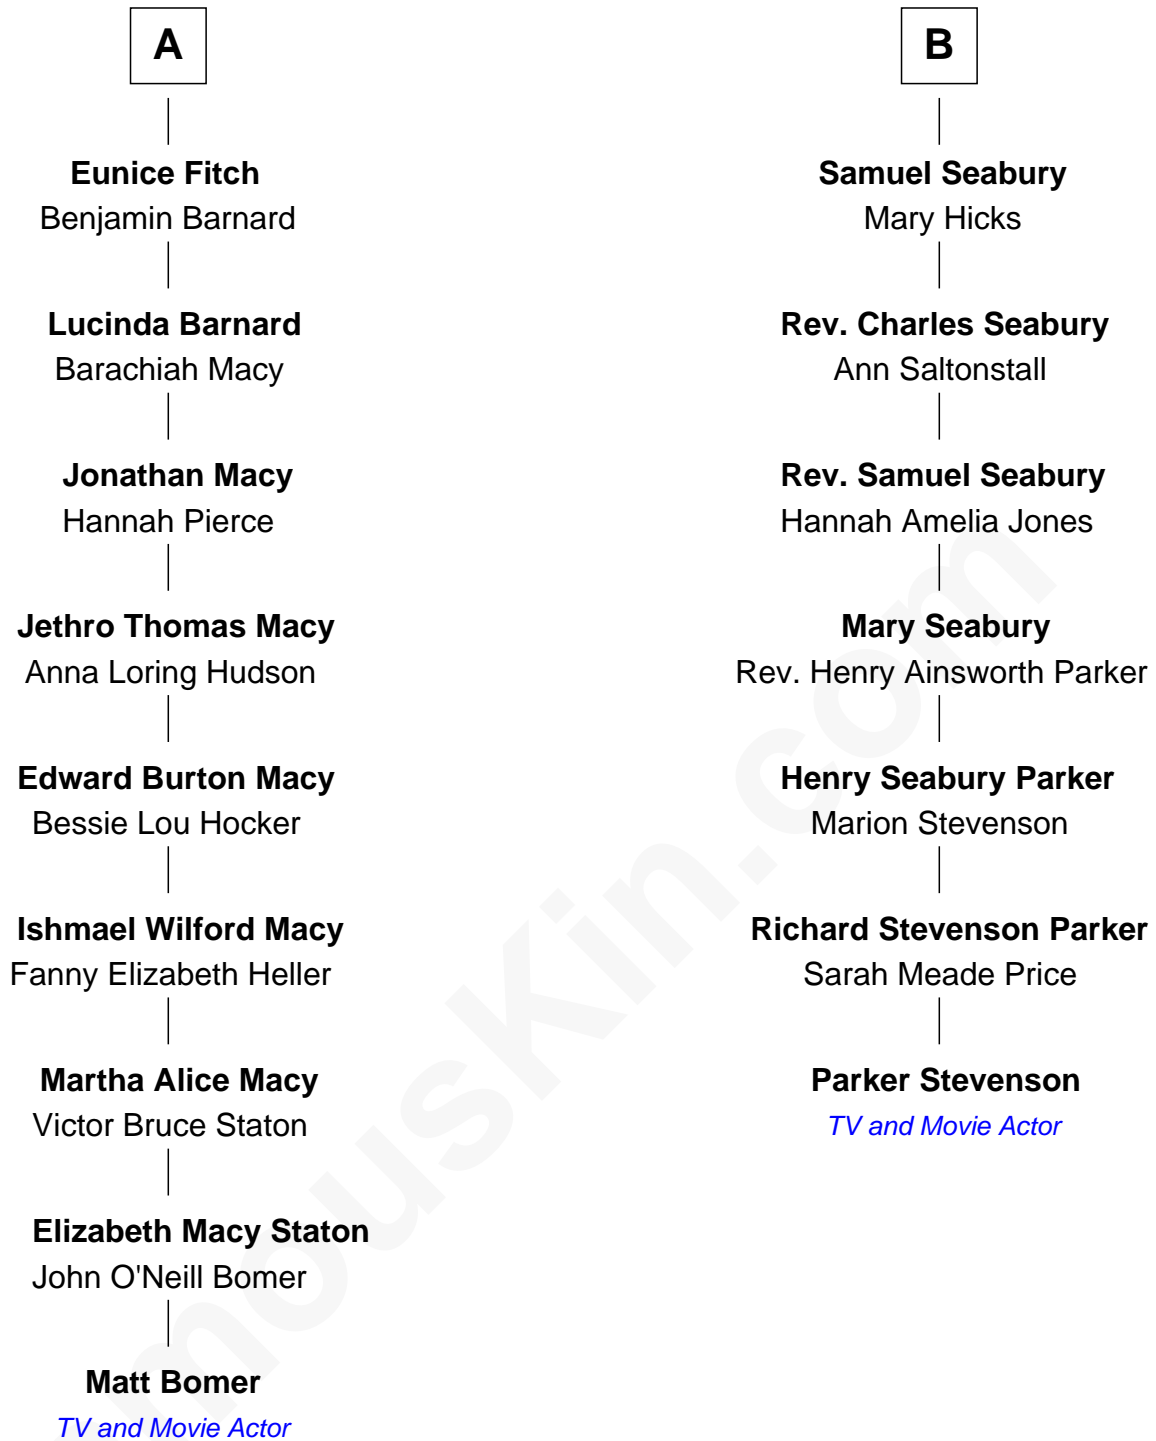 A
Eunice Fitch
Benjamin Barnard
Lucinda Barnard
Barachiah Macy
Jonathan Macy
Hannah Pierce
Jethro Thomas Macy
Anna Loring Hudson
Edward Burton Macy
Bessie Lou Hocker
Ishmael Wilford Macy
Fanny Elizabeth Heller
Martha Alice Macy
Victor Bruce Staton
Elizabeth Macy Staton
John O'Neill Bomer
Matt Bomer
TV and Movie Actor
B
Samuel Seabury
Mary Hicks
Rev. Charles Seabury
Ann Saltonstall
Rev. Samuel Seabury
Hannah Amelia Jones
Mary Seabury
Rev. Henry Ainsworth Parker
Henry Seabury Parker
Marion Stevenson
Richard Stevenson Parker
Sarah Meade Price
Parker Stevenson
TV and Movie Actor
mousKin.com